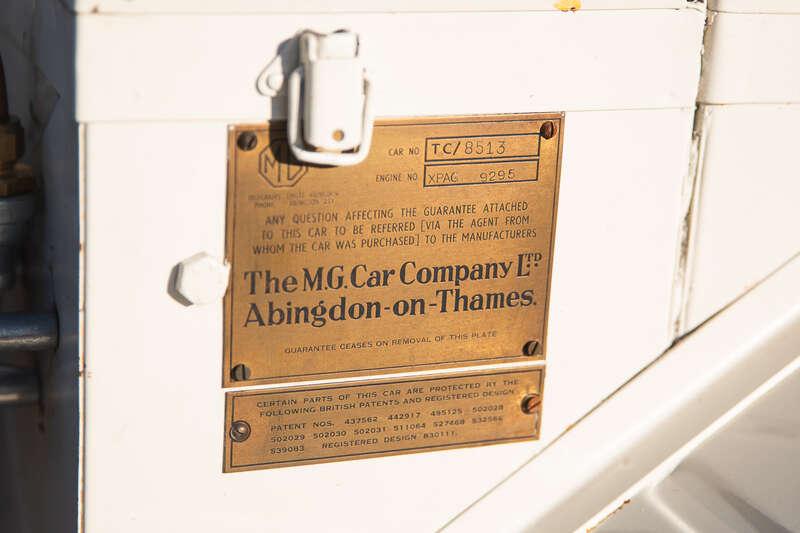 MG
CAR NO TC/8513
ENGINE NO XPAG 9295
ANY QUESTION AFFECTING THE GUARANTEE ATTACHED
TO THIS CAR TO BE REFERRED [VIA THE AGENT FROM
WHOM THE CAR WAS PURCHASED] TO THE MANUFACTURERS
The M.G. Car Company LTD
Abingdon-on-Thames.
GUARANTEE CEASES ON REMOVAL OF THIS PLATE
CERTAIN PARTS OF THIS CAR ARE PROTECTED BY THE
FOLLOWING BRITISH PATENTS AND REGISTERED DESIGN
PATENT NOS. 437562 442917 495125 502028
502029 502030 502031 511064 527468 532566
539083. REGISTERED DESIGN 830111.